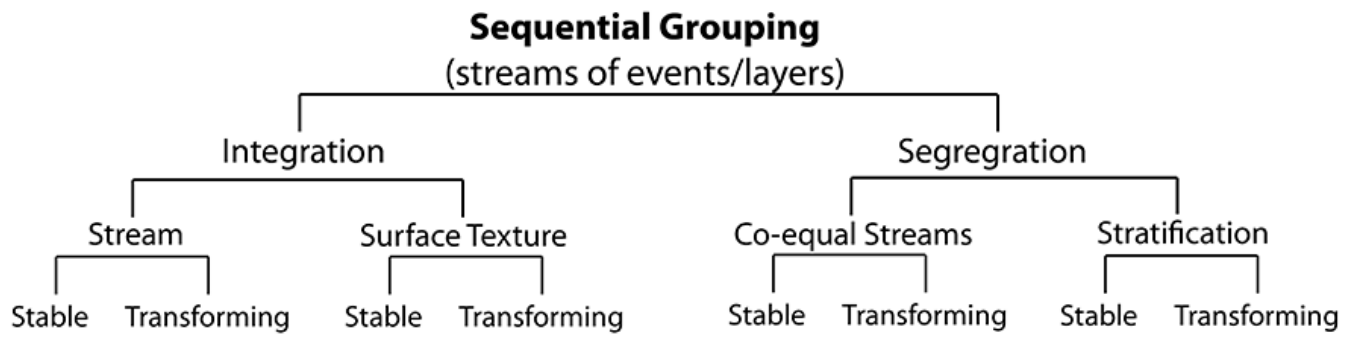 Sequential Grouping
(streams of events/layers)
Integration Segregration
Stream Surface Texture Co-equal Streams Stratification
Stable Transforming Stable Transforming Stable Transforming Stable Transforming